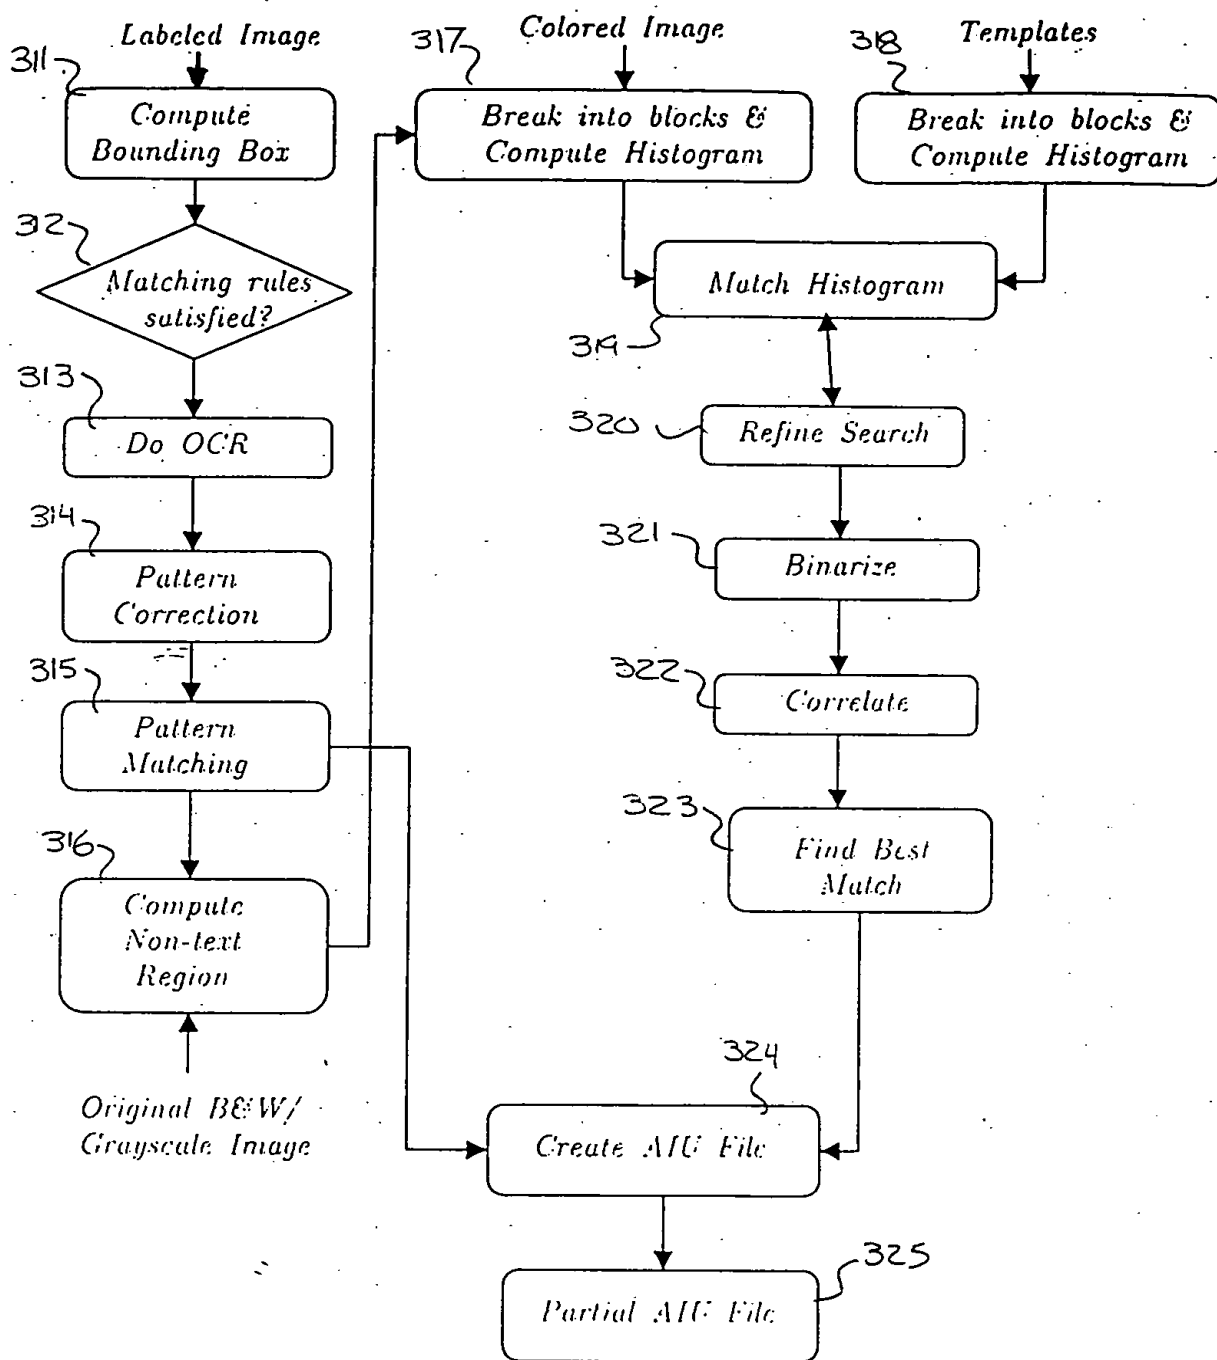 Labeled Image
311
Compute
Bounding Box
312
Matching rules
satisfied?
313
Do OCR
314
Pattern
Correction
315
Pattern
Matching
316
Compute
Non-text
Region
Original B&W/
Grayscale Image
Colored Image
317
Break into blocks &
Compute Histogram
Templates
318
Break into blocks &
Compute Histogram
Match Histogram
319
320
Refine Search
321
Binarize
322
Correlate
323
Find Best
Match
324
Create AIU File
325
Partial AIU File